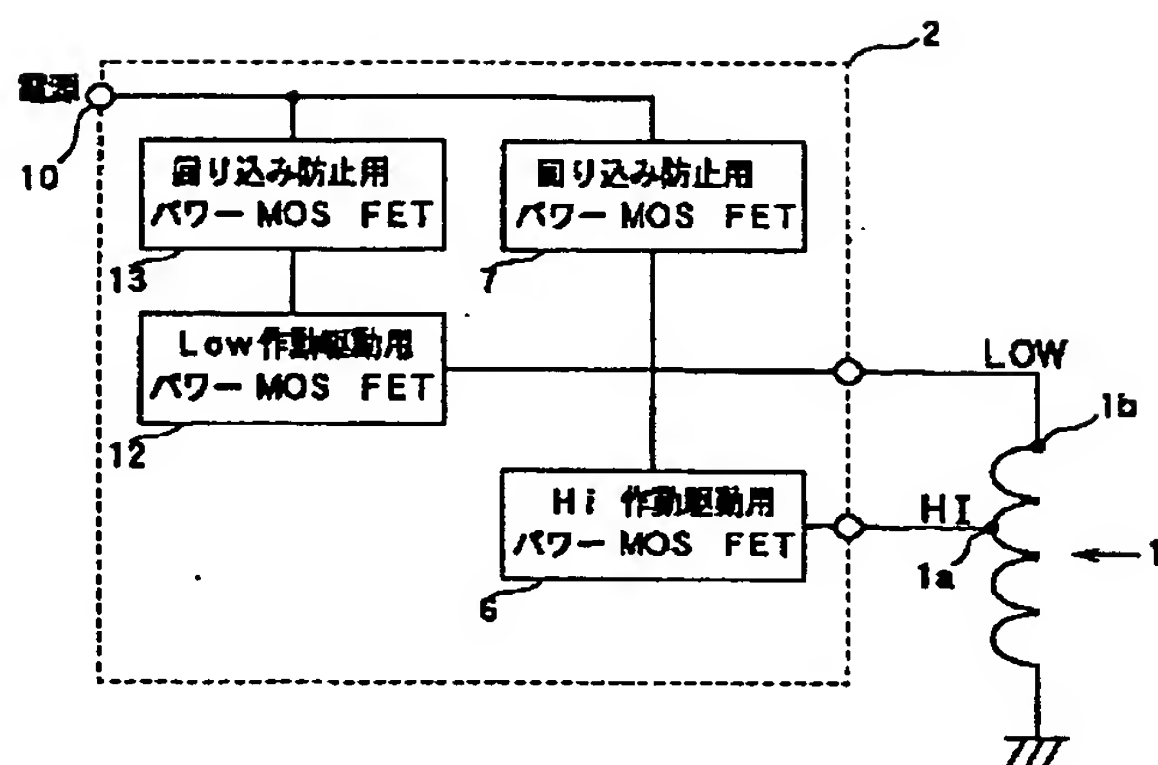 2
電源
10
回り込み防止用
パワー MOS FET
13
回り込み防止用
パワー MOS FET
7
Low作動駆動用
パワー MOS FET
12
LOW
1b
Hi 作動駆動用
パワー MOS FET
6
HI
1a
1